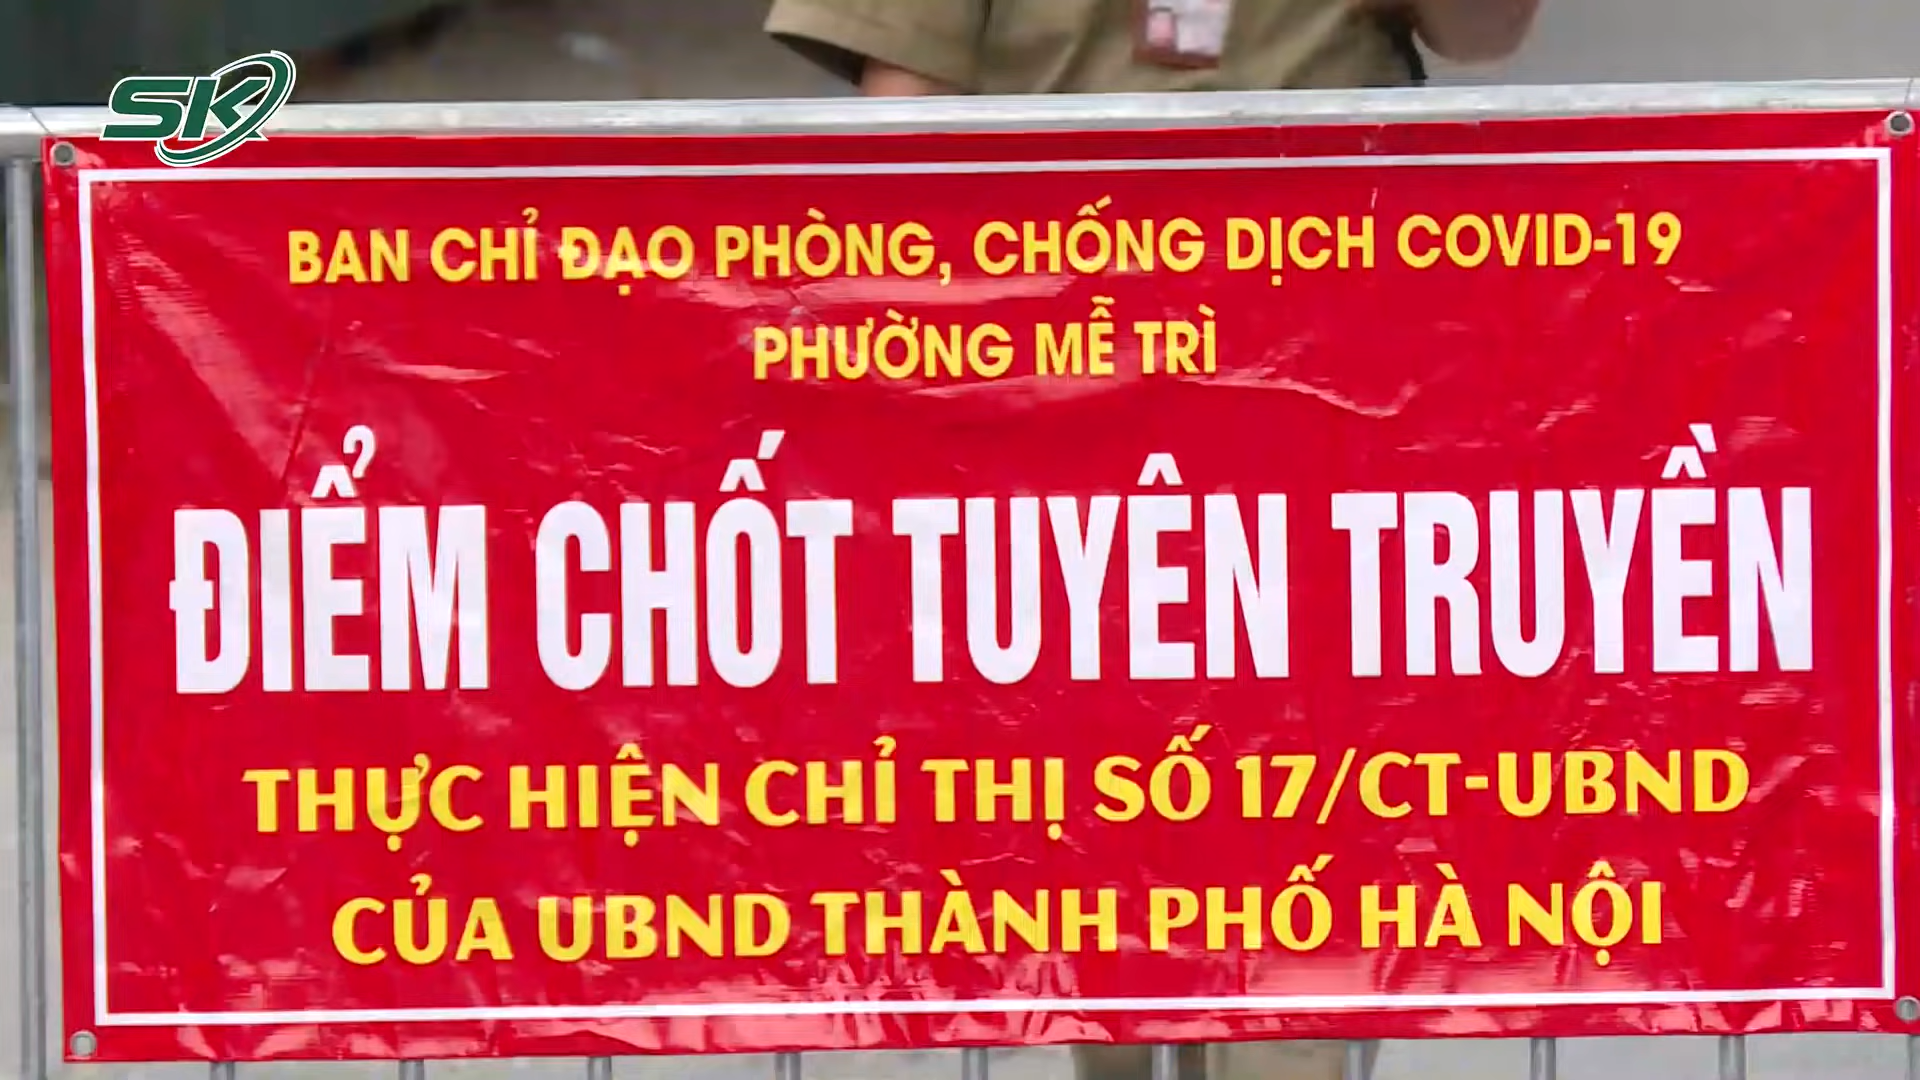 SK
BAN CHỈ ĐẠO PHÒNG, CHỐNG DỊCH COVID-19
PHƯỜNG MỄ TRÌ
ĐIỂM CHỐT TUYÊN TRUYỀN
THỰC HIỆN CHỈ THỊ SỐ 17/CT-UBND
CỦA UBND THÀNH PHỐ HÀ NỘI